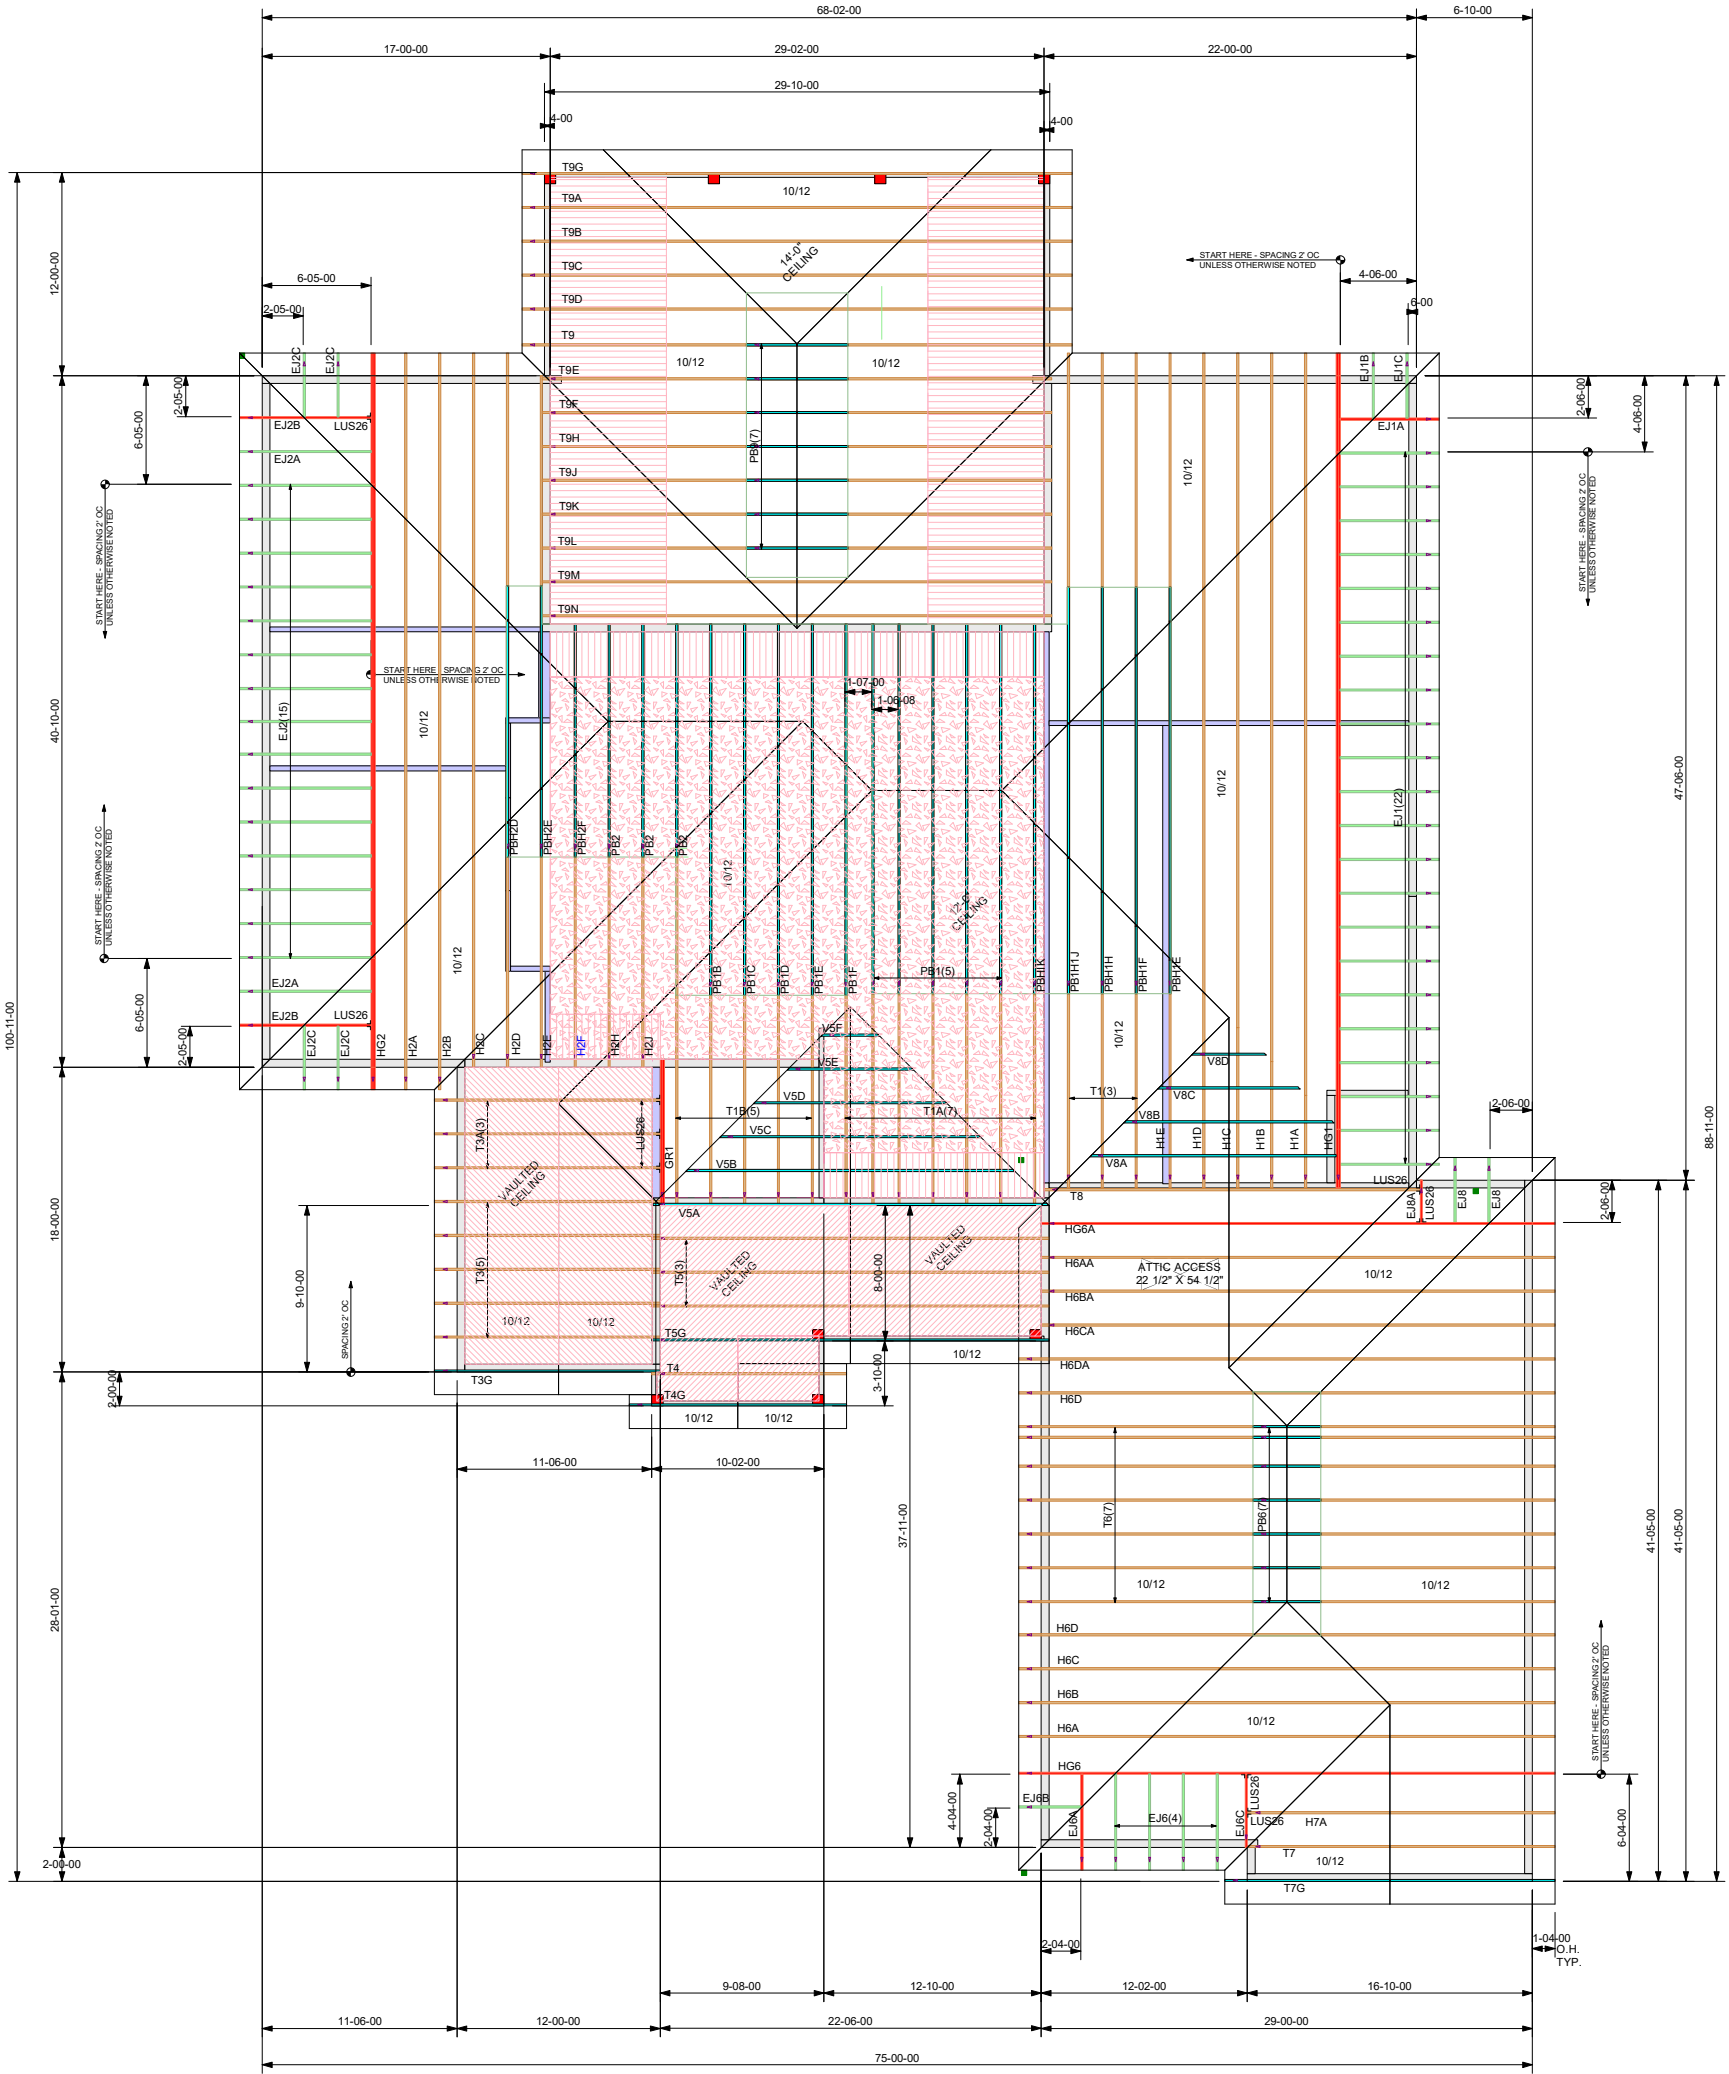 68-02-00
6-10-00
17-00-00
29-02-00
22-00-00
29-10-00
4-00
4-00
T9G
10/12
T9A
T9B
14'-0"
CEILING
T9C
T9D
T9
10/12
10/12
T9E
T9F
T9H
T9J
T9K
T9L
T9M
T9N
PB9(7)
START HERE - SPACING 2' OC
UNLESS OTHERWISE NOTED
4-06-00
6-00
12-00-00
6-05-00
2-05-00
EJ2C
EJ2C
EJ1B
EJ1C
2-05-00
6-05-00
EJ2B
LUS26
EJ2A
EJ1A
2-06-00
4-06-00
START HERE - SPACING 2' OC
UNLESS OTHERWISE NOTED
START HERE - SPACING 2' OC
UNLESS OTHERWISE NOTED
START HERE - SPACING 2' OC
UNLESS OTHERWISE NOTED
10/12
10/12
10/12
1-07-00
1-06-08
40-10-00
EJ2(15)
EJ1(22)
47-06-00
START HERE - SPACING 2' OC
UNLESS OTHERWISE NOTED
PBH2D
PBH2E
PBH2F
PB2
PB2
PB2
10/12
12'-0"
CEILING
10/12
PB1B
PB1C
PB1D
PB1E
PB1F
PB1(5)
PBHIK
PB1H1J
PBH1H
PBH1F
PBH1E
10/12
100-11-00
88-11-00
EJ2A
EJ2B
LUS26
6-05-00
2-05-00
EJ2C
EJ2C
HG2
H2A
H2B
H2C
H2D
H2E
H2F
H2H
H2J
V5F
V5E
V5D
V5C
V5B
V5A
T1B(5)
T1A(7)
T1(3)
V8D
V8C
V8B
V8A
H1E
H1D
H1C
H1B
H1A
HG1
T3A(3)
LUS26
GR1
VAULTED
CEILING
T8
LUS26
EJ8A
LUS26
EJ8
EJ8
2-06-00
2-06-00
18-00-00
9-10-00
T3(5)
T5(3)
VAULTED
CEILING
VAULTED
CEILING
8-00-00
HG6A
H6AA
ATTIC ACCESS
22 1/2" X 54 1/2"
10/12
H6BA
H6CA
SPACING 2' OC
10/12
10/12
T5G
10/12
H6DA
T3G
T4
T4G
10/12
10/12
3-10-00
2-00-00
H6D
11-06-00
10-02-00
37-11-00
T6(7)
PB6(7)
41-05-00
41-05-00
28-01-00
10/12
10/12
H6D
H6C
H6B
H6A
10/12
START HERE - SPACING 2' OC
UNLESS OTHERWISE NOTED
HG6
EJ6B
EJ6A
EJ6(4)
EJ6C
LUS26
LUS26
H7A
4-04-00
2-04-00
6-04-00
T7
10/12
T7G
2-00-00
2-04-00
1-04-00
O.H.
TYP.
9-08-00
12-10-00
12-02-00
16-10-00
11-06-00
12-00-00
22-06-00
29-00-00
75-00-00